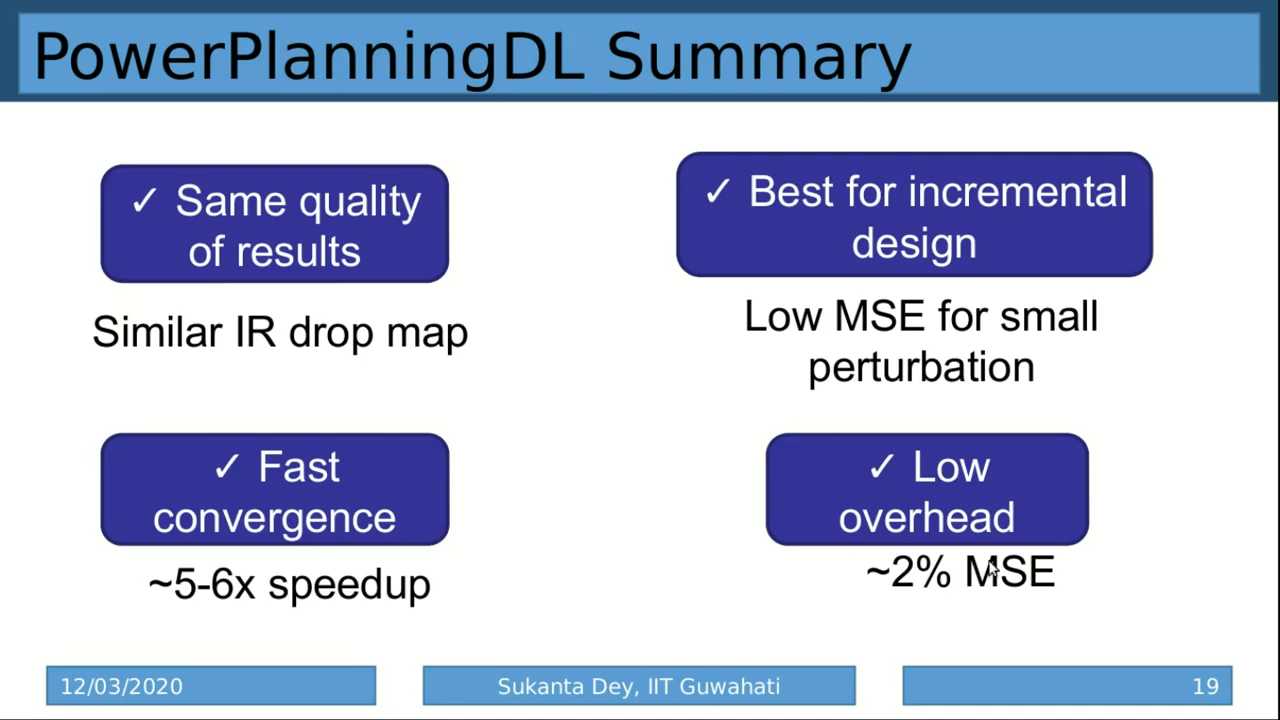 PowerPlanningDL Summary
✓ Same quality
of results
Similar IR drop map
✓ Best for incremental
design
Low MSE for small
perturbation
✓ Fast
convergence
~5-6x speedup
✓ Low
overhead
~2% MSE
12/03/2020
Sukanta Dey, IIT Guwahati
19